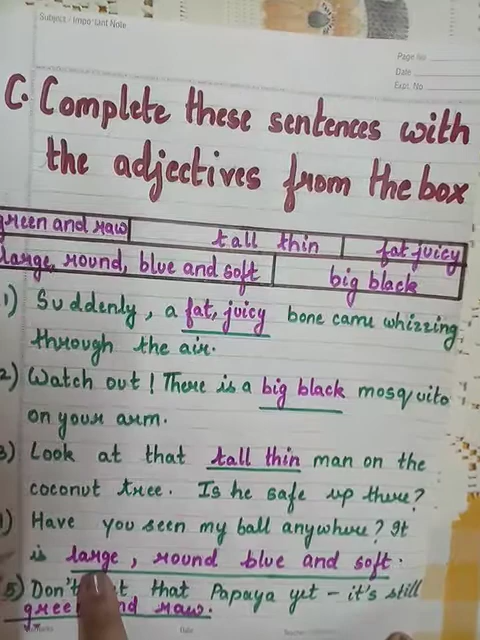 Subject / Important Note
Page No
Date
Expt. No
C. Complete these sentences with
the adjectives from the box
green and raw tall thin fat juicy
large, round, blue and soft big black
1) Suddenly, a fat, juicy bone came whizzing
through the air.
2) Watch out! There is a big black mosquito
on your arm.
3) Look at that tall thin man on the
coconut tree. Is he safe up there?
) Have you seen my ball anywhere? It
is large, round blue and soft.
5) Don't that Papaya yet - it's still
green and raw.
Date